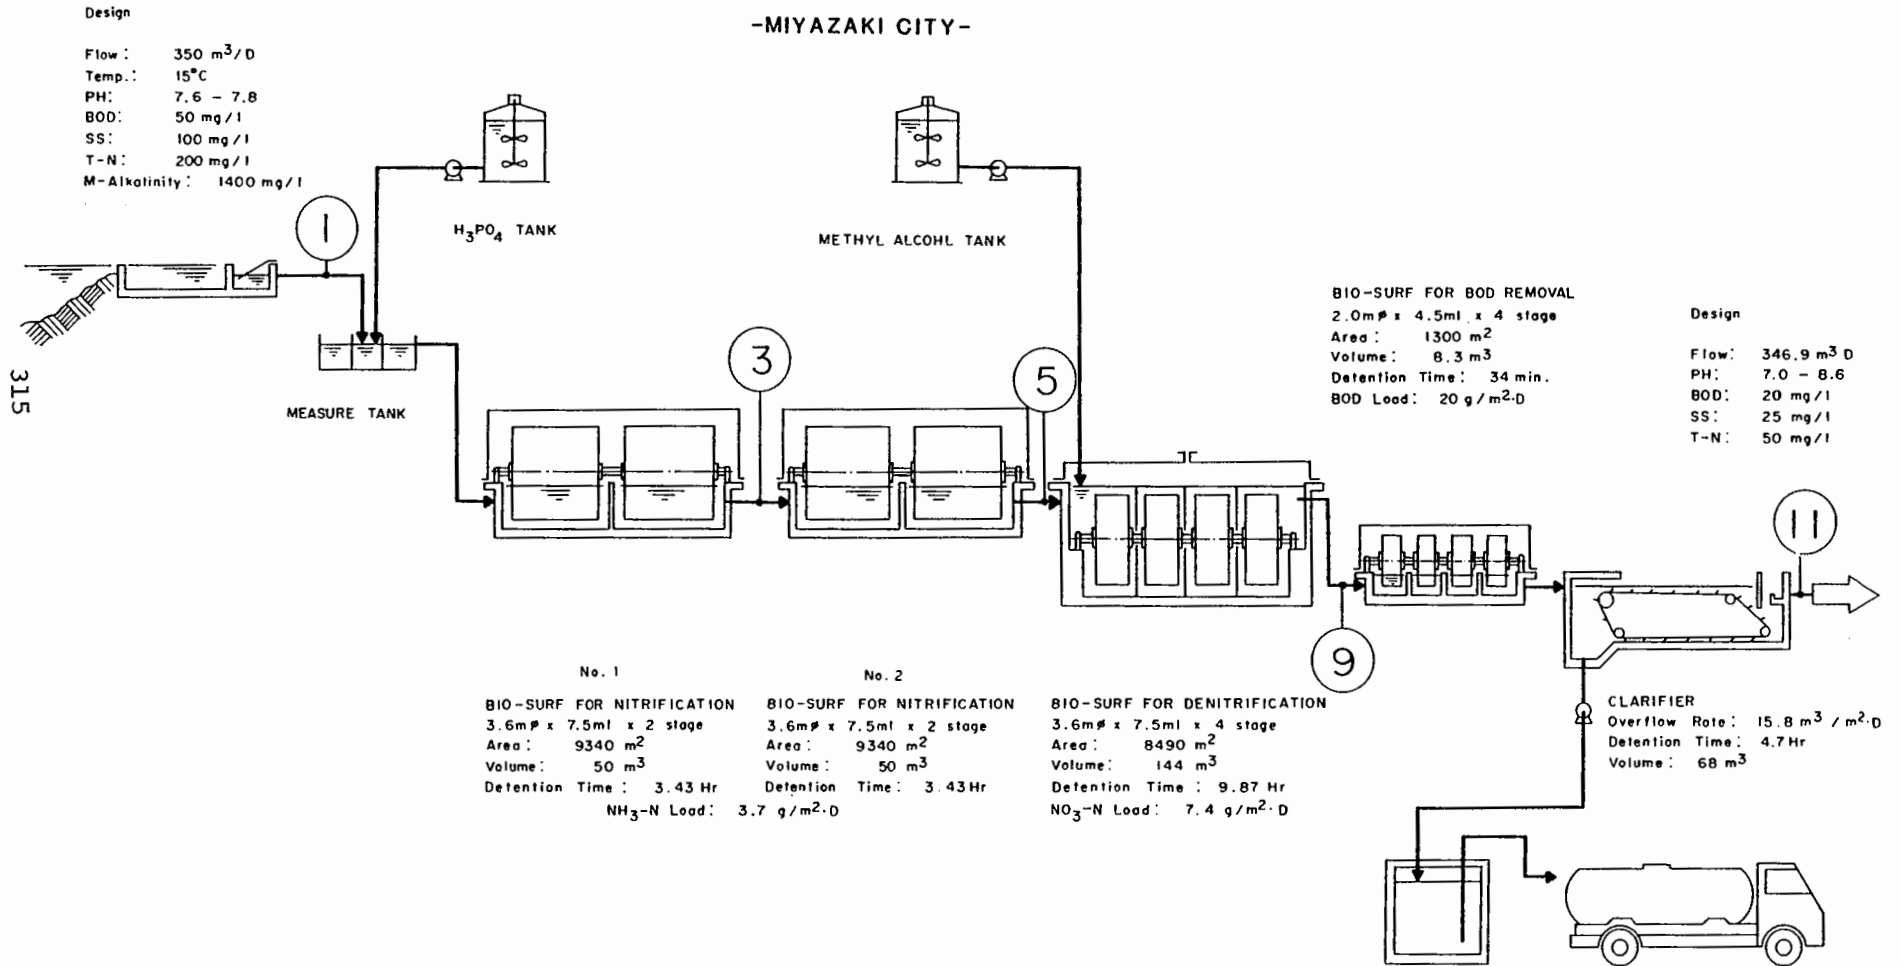 -MIYAZAKI CITY-
Design
Flow: 350 m³/D
Temp.: 15°C
PH: 7.6 - 7.8
BOD: 50 mg/l
SS: 100 mg/l
T-N: 200 mg/l
M-Alkalinity: 1400 mg/l
1
H₃PO₄ TANK
METHYL ALCOHL TANK
MEASURE TANK
315
3
5
BIO-SURF FOR BOD REMOVAL
2.0mø x 4.5ml x 4 stage
Area: 1300 m²
Volume: 8.3 m³
Detention Time: 34 min.
BOD Load: 20 g/m²·D
Design
Flow: 346.9 m³ D
PH: 7.0 - 8.6
BOD: 20 mg/l
SS: 25 mg/l
T-N: 50 mg/l
11
9
No. 1
BIO-SURF FOR NITRIFICATION
3.6mø x 7.5ml x 2 stage
Area: 9340 m²
Volume: 50 m³
Detention Time: 3.43 Hr
No. 2
BIO-SURF FOR NITRIFICATION
3.6mø x 7.5ml x 2 stage
Area: 9340 m²
Volume: 50 m³
Detention Time: 3.43 Hr
NH₃-N Load: 3.7 g/m²·D
BIO-SURF FOR DENITRIFICATION
3.6mø x 7.5ml x 4 stage
Area: 8490 m²
Volume: 144 m³
Detention Time: 9.87 Hr
NO₃-N Load: 7.4 g/m²·D
CLARIFIER
Overflow Rate: 15.8 m³ / m²·D
Detention Time: 4.7 Hr
Volume: 68 m³